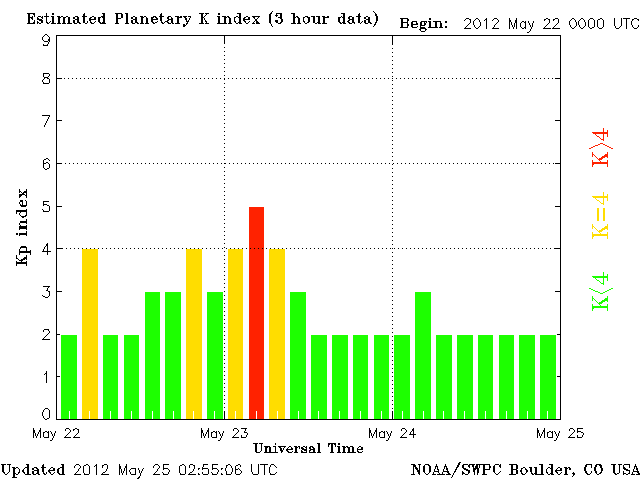 Estimated Planetary K index (3 hour data) Begin: 2012 May 22 0000 UTC
9
8
7
6
5
4
3
2
1
0
Kp index
K>4
K=4
K<4
May 22 May 23 May 24 May 25
Universal Time
Updated 2012 May 25 02:55:06 UTC NOAA/SWPC Boulder, CO USA